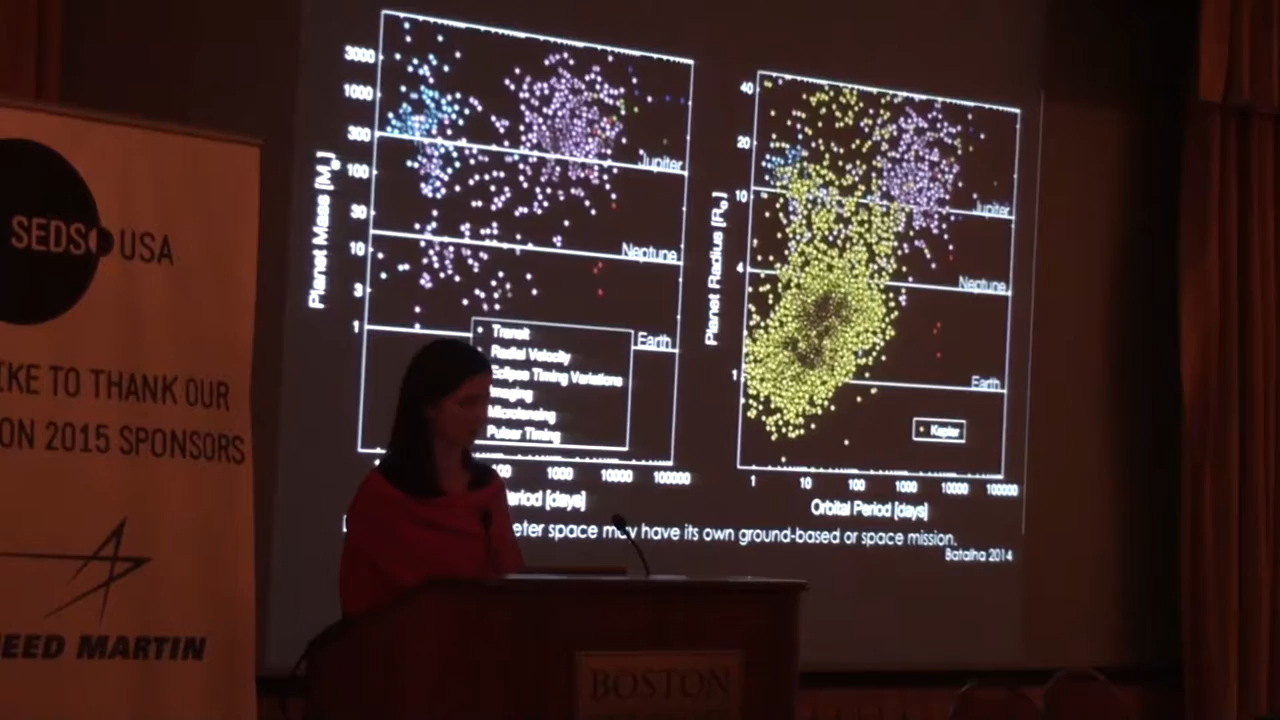 SEDS USA
IKE TO THANK OUR
ON 2015 SPONSORS
EED MARTIN
3000
1000
300
100
30
10
3
1
Planet Mass [M
Jupiter
Neptune
Earth
Transit
Radial Velocity
Eclipse Timing Variations
Imaging
Microlensing
Pulsar Timing
100
1000
10000
100000
Period [days]
40
20
10
4
1
Planet Radius [R
Jupiter
Neptune
Earth
Kepler
1
10
100
1000
10000
100000
Orbital Period [days]
eter space may have its own ground-based or space mission.
Batalha 2014
BOSTON